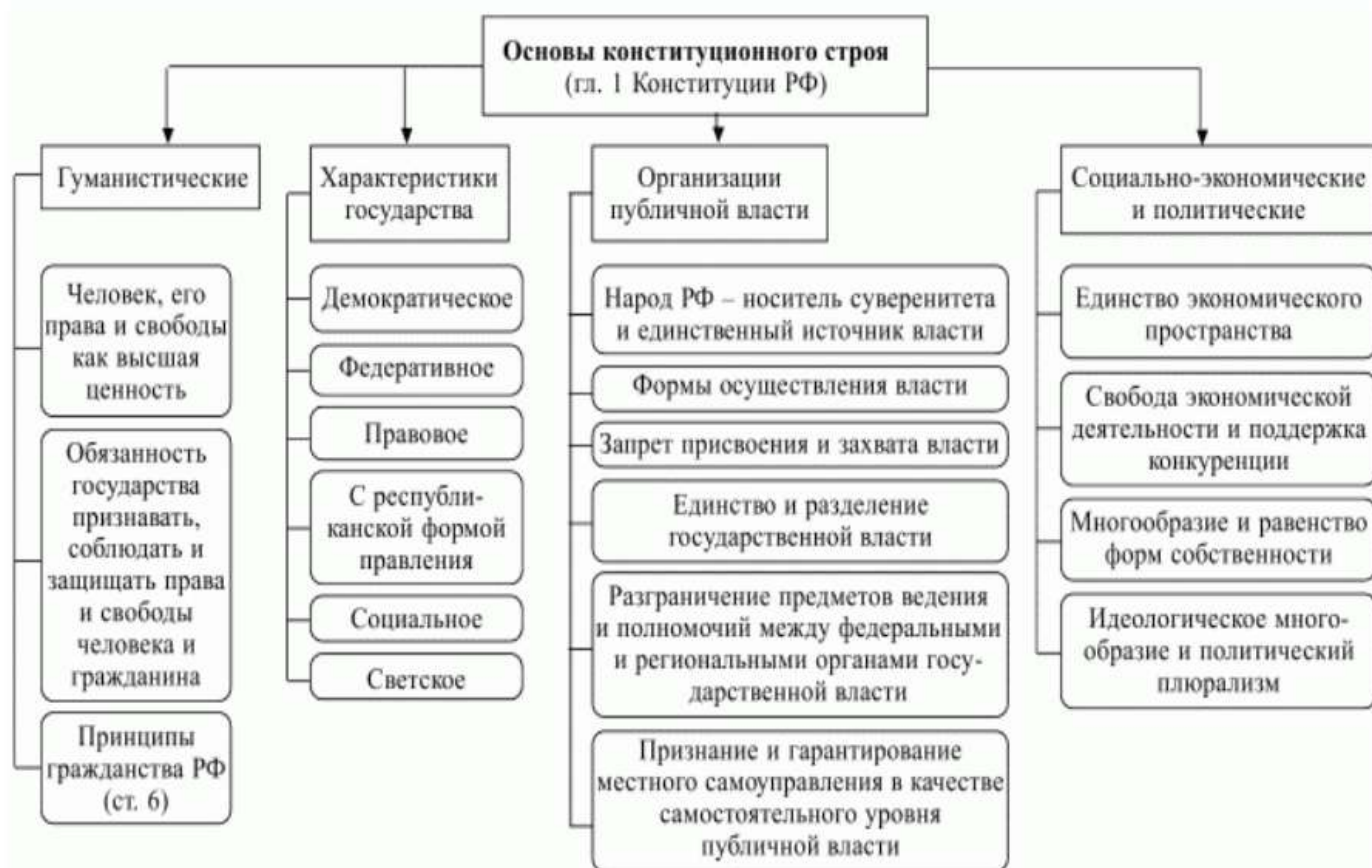 Основы конституционного строя
(гл. 1 Конституции РФ)
Гуманистические
Человек, его
права и свободы
как высшая
ценность
Обязанность
государства
признавать,
соблюдать и
защищать права
и свободы
человека и
гражданина
Принципы
гражданства РФ
(ст. 6)
Характеристики
государства
Демократическое
Федеративное
Правовое
С республи-
канской формой
правления
Социальное
Светское
Организации
публичной власти
Народ РФ – носитель суверенитета
и единственный источник власти
Формы осуществления власти
Запрет присвоения и захвата власти
Единство и разделение
государственной власти
Разграничение предметов ведения
и полномочий между федеральными
и региональными органами госу-
дарственной власти
Признание и гарантирование
местного самоуправления в качестве
самостоятельного уровня
публичной власти
Социально-экономические
и политические
Единство экономического
пространства
Свобода экономической
деятельности и поддержка
конкуренции
Многообразие и равенство
форм собственности
Идеологическое много-
образие и политический
плюрализм